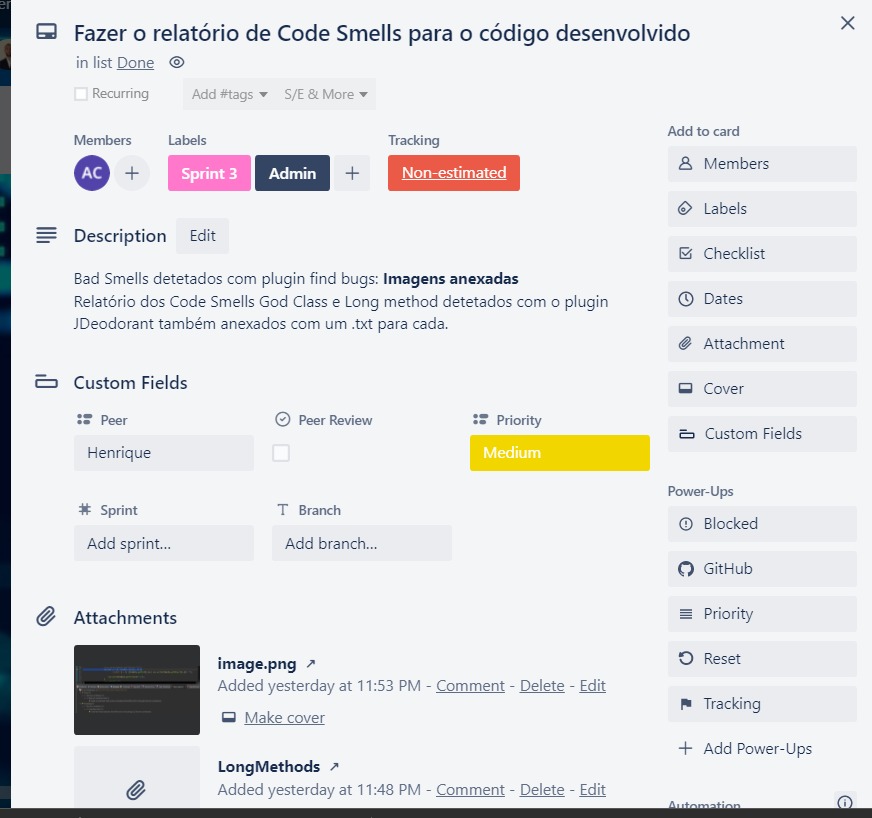 Fazer o relatório de Code Smells para o código desenvolvido
in list Done
Recurring
Add #tags
S/E & More
Members
Labels
Tracking
AC
Sprint 3
Admin
Non-estimated
Description
Edit
Bad Smells detetados com plugin find bugs: Imagens anexadas
Relatório dos Code Smells God Class e Long method detetados com o plugin
JDeodorant também anexados com um .txt para cada.
Custom Fields
Peer
Peer Review
Priority
Henrique
Medium
Sprint
Branch
Add sprint...
Add branch...
Attachments
image.png
Added yesterday at 11:53 PM - Comment - Delete - Edit
Make cover
LongMethods
Added yesterday at 11:48 PM - Comment - Delete - Edit
Add to card
Members
Labels
Checklist
Dates
Attachment
Cover
Custom Fields
Power-Ups
Blocked
GitHub
Priority
Reset
Tracking
Add Power-Ups
Automation